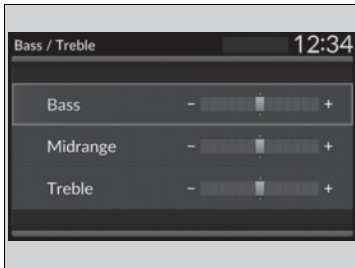 Bass / Treble 12:34
Bass - +
Midrange - +
Treble - +